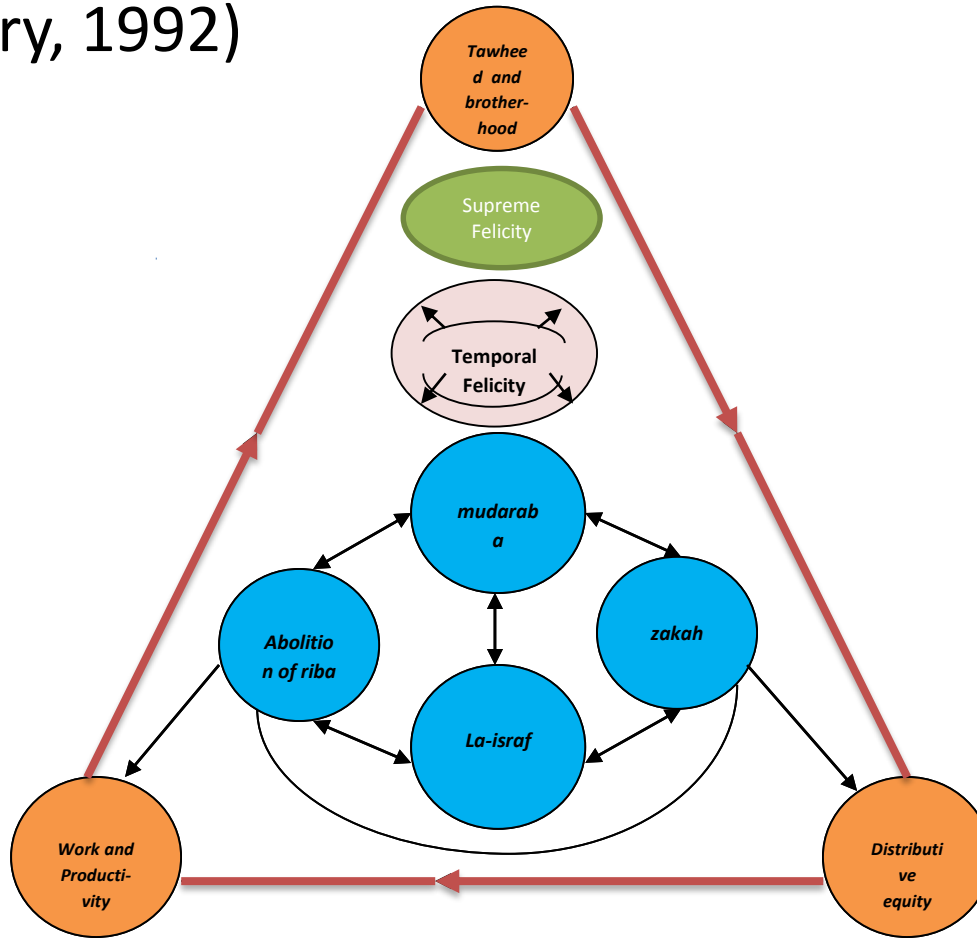 ry, 1992)
Tawhee
d and
brother-
hood
Supreme
Felicity
Temporal
Felicity
mudarab
a
Abolitio
n of riba
zakah
La-israf
Work and
Producti-
vity
Distributi
ve
equity